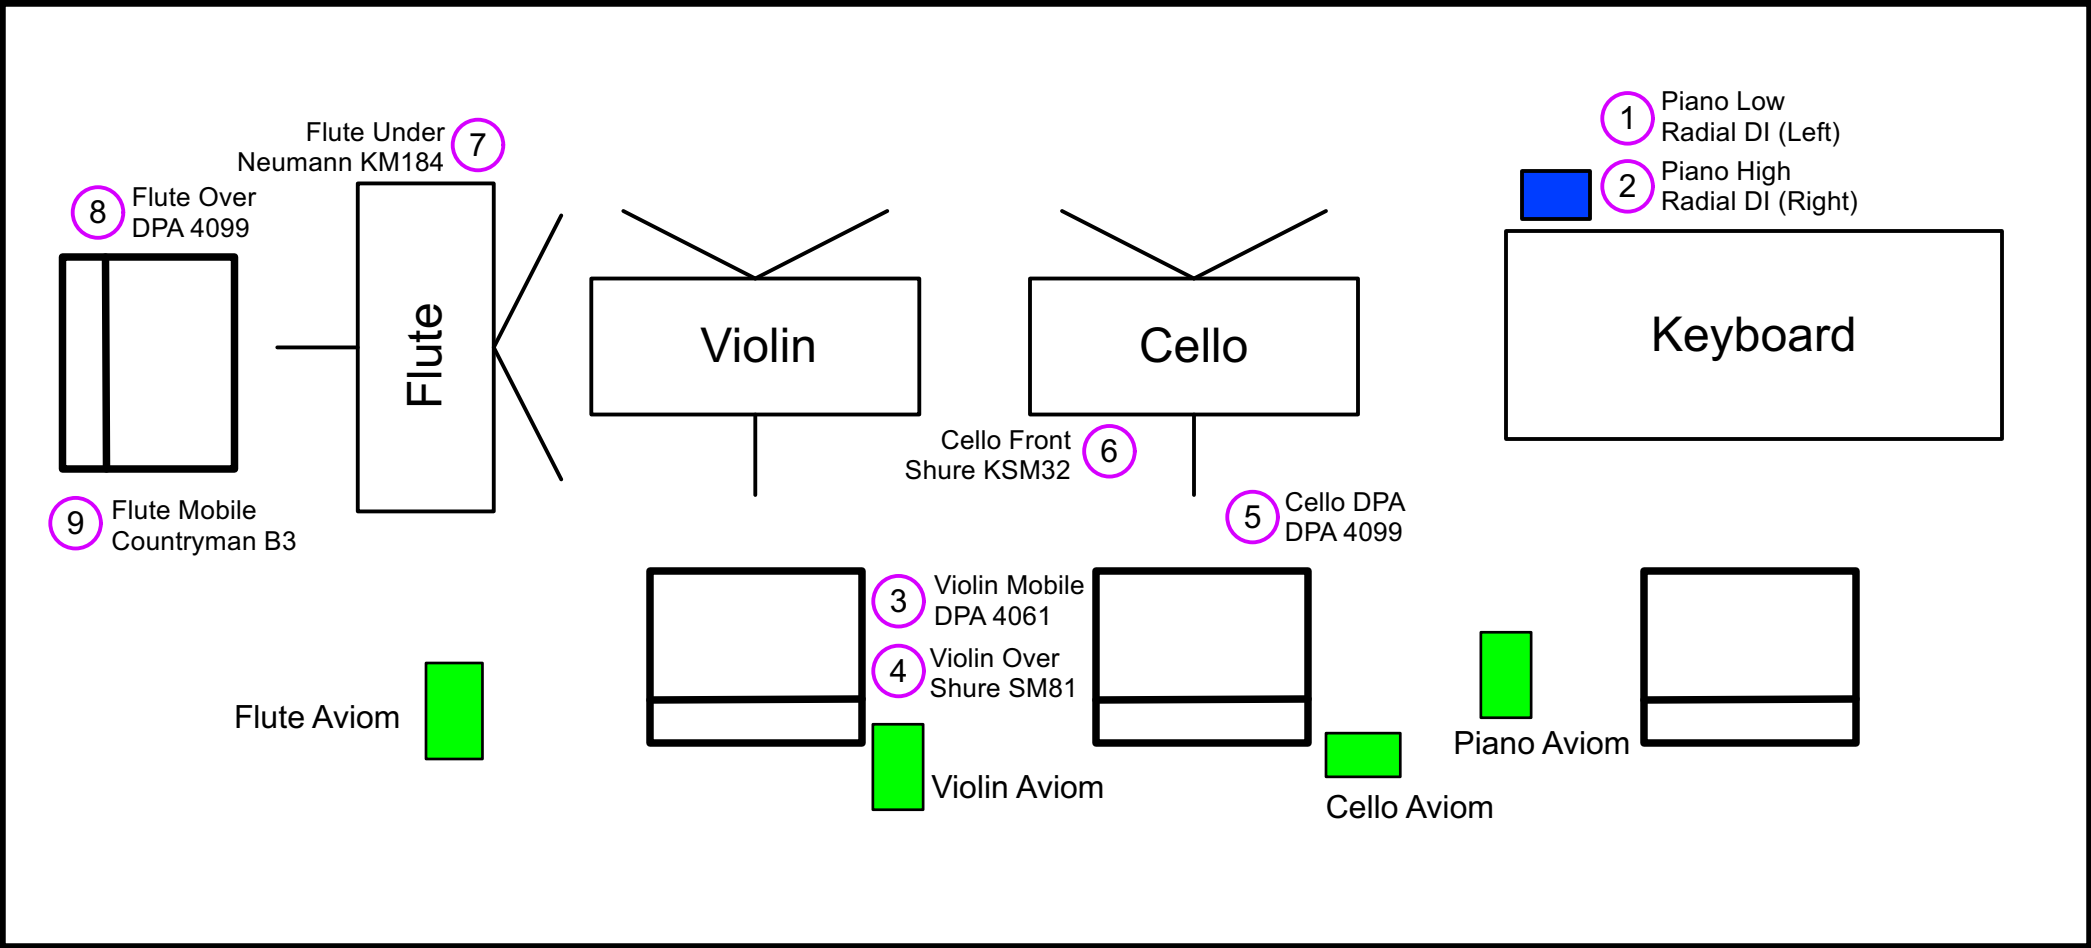 1
Piano Low
Radial DI (Left)
2
Piano High
Radial DI (Right)
Flute Under
Neumann KM184
7
8
Flute Over
DPA 4099
Flute
Violin
Cello
Keyboard
Cello Front
Shure KSM32
6
5
Cello DPA
DPA 4099
9
Flute Mobile
Countryman B3
3
Violin Mobile
DPA 4061
4
Violin Over
Shure SM81
Flute Aviom
Violin Aviom
Cello Aviom
Piano Aviom